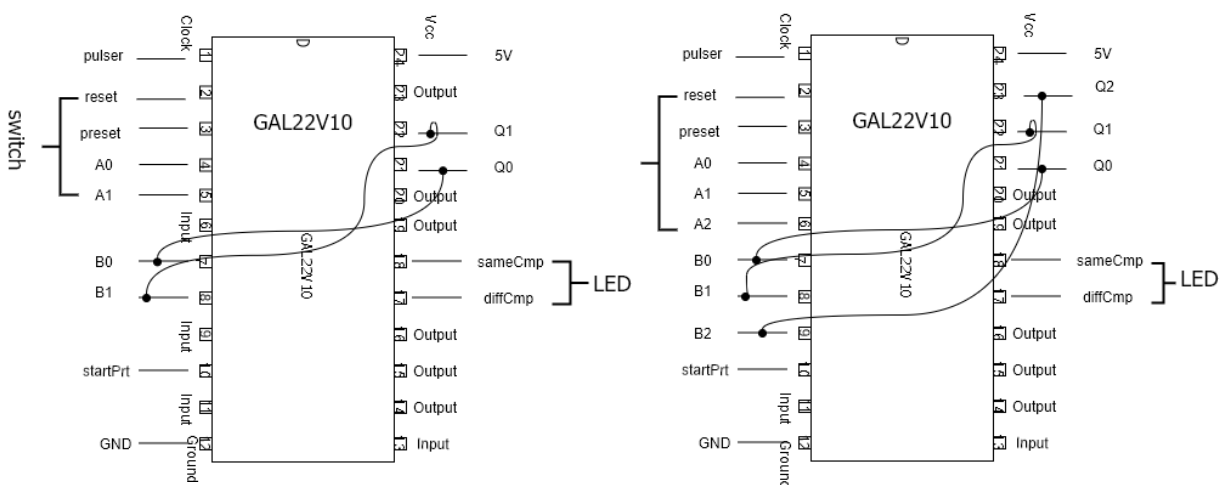 switch
pulser
reset
preset
A0
A1
B0
B1
startPrt
GND
Clock
1
2
3
4
5
6
7
8
9
10
11
12
Input
Input
Input
Ground
GAL22V10
GAL22V10
D
Vcc
24
23
22
21
20
19
18
17
16
15
14
13
5V
Output
Q1
Q0
Output
Output
sameCmp
diffCmp
LED
Output
Output
Output
Input
pulser
reset
preset
A0
A1
A2
B0
B1
B2
startPrt
GND
Clock
1
2
3
4
5
6
7
8
9
10
11
12
Input
Ground
GAL22V10
GAL22V10
D
Vcc
24
23
22
21
20
19
18
17
16
15
14
13
5V
Q2
Q1
Q0
Output
Output
sameCmp
diffCmp
LED
Output
Output
Output
Input